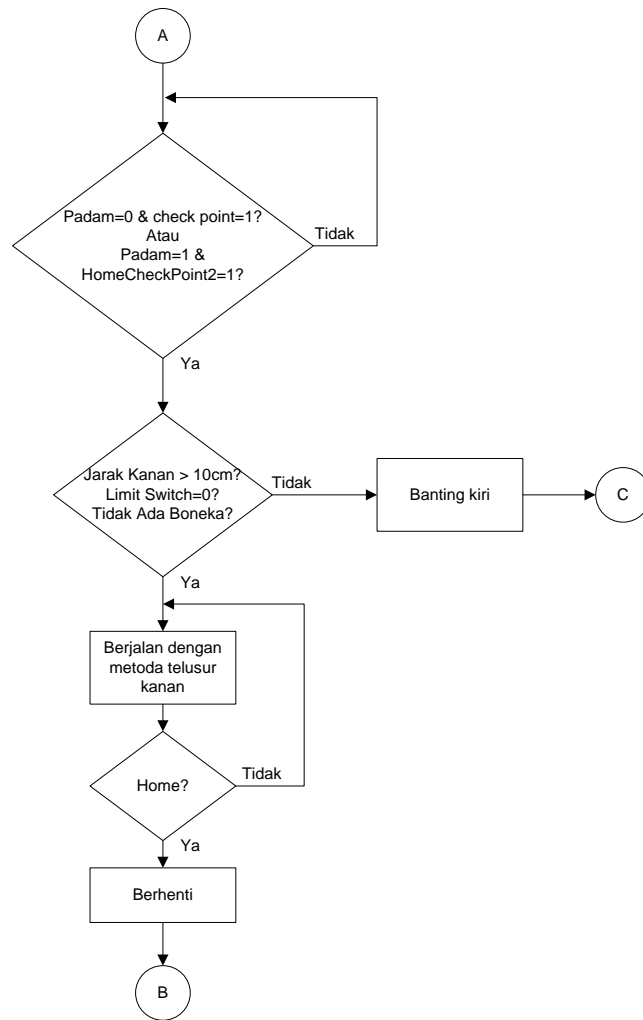 A
Padam=0 & check point=1?
Atau
Padam=1 &
HomeCheckPoint2=1?
Tidak
Ya
Jarak Kanan > 10cm?
Limit Switch=0?
Tidak Ada Boneka?
Tidak
Banting kiri
C
Ya
Berjalan dengan
metoda telusur
kanan
Home?
Tidak
Ya
Berhenti
B